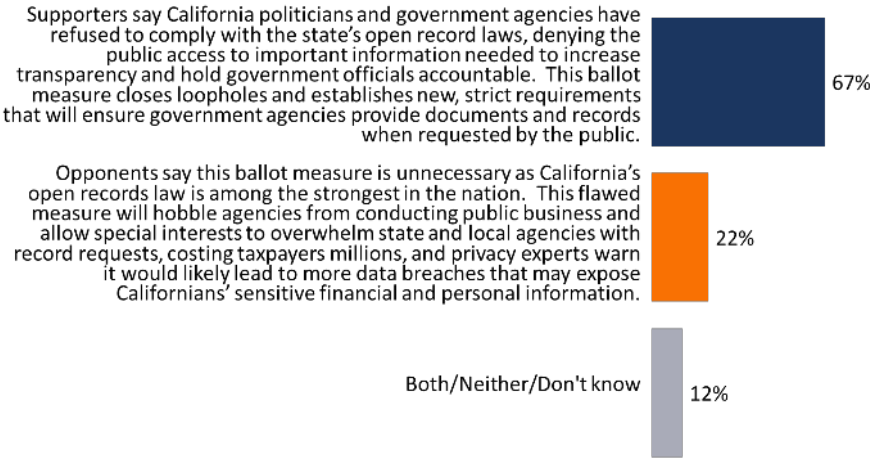 Supporters say California politicians and government agencies have
refused to comply with the state’s open record laws, denying the
public access to important information needed to increase
transparency and hold government officials accountable.  This ballot
measure closes loopholes and establishes new, strict requirements
that will ensure government agencies provide documents and records
when requested by the public.
67%
Opponents say this ballot measure is unnecessary as California’s
open records law is among the strongest in the nation.  This flawed
measure will hobble agencies from conducting public business and
allow special interests to overwhelm state and local agencies with
record requests, costing taxpayers millions, and privacy experts warn
it would likely lead to more data breaches that may expose
Californians’ sensitive financial and personal information.
22%
Both/Neither/Don't know
12%